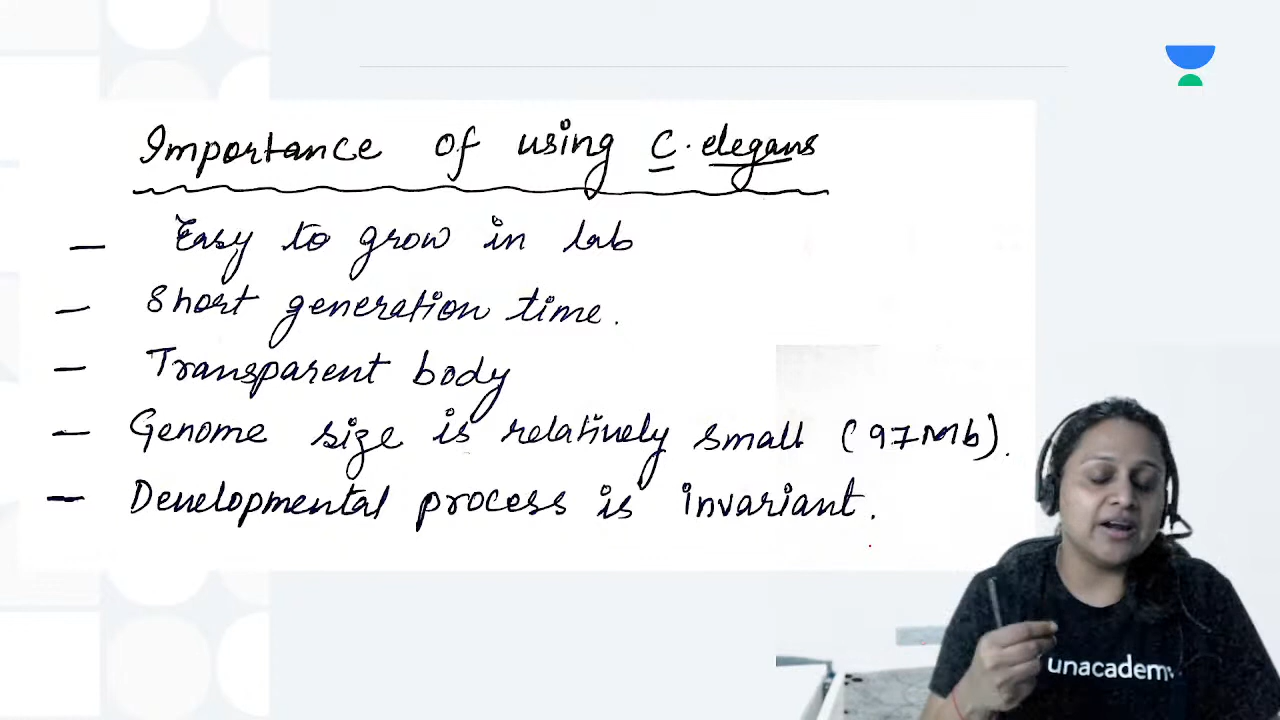 Importance of using C. elegans
— Easy to grow in lab
— Short generation time.
— Transparent body
— Genome size is relatively small (97Mb).
— Developmental process is invariant.
unacadem